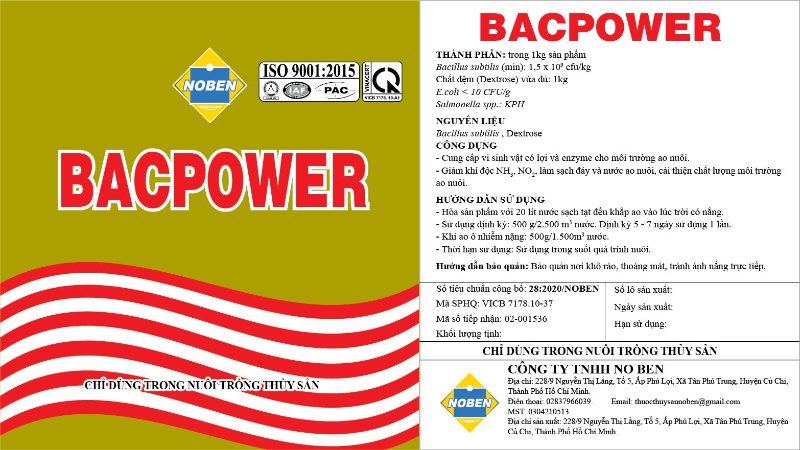 NOBEN
ISO 9001:2015
IAF
PAC
VINACERT
VICB 7178. 10-A1
BACPOWER
CHỈ DÙNG TRONG NUÔI TRỒNG THỦY SẢN
BACPOWER
THÀNH PHẦN: trong 1kg sản phẩm
Bacillus subtilis (min): 1,5 x 10⁹ cfu/kg
Chất đệm (Dextrose) vừa đủ: 1kg
E.coli < 10 CFU/g
Salmonella spp.: KPH
NGUYÊN LIỆU
Bacillus subtilis , Dextrose
CÔNG DỤNG
- Cung cấp vi sinh vật có lợi và enzyme cho môi trường ao nuôi.
- Giảm khí độc NH₃, NO₂, làm sạch đáy và nước ao nuôi, cải thiện chất lượng môi trường
ao nuôi.
HƯỚNG DẪN SỬ DỤNG
- Hòa sản phẩm với 20 lít nước sạch tạt đều khắp ao vào lúc trời có nắng.
- Sử dụng định kỳ: 500 g/2.500 m³ nước. Định kỳ 5 - 7 ngày sử dụng 1 lần.
- Khi ao ô nhiễm nặng: 500g/1.500m³ nước.
- Thời hạn sử dụng: Sử dụng trong suốt quá trình nuôi.
Hướng dẫn bảo quản: Bảo quản nơi khô ráo, thoáng mát, tránh ánh nắng trực tiếp.
Số tiêu chuẩn công bố: 28:2020/NOBEN
Mã SPHQ: VICB 7178.10-37
Mã số tiếp nhận: 02-001536
Khối lượng tịnh:
Số lô sản xuất:
Ngày sản xuất:
Hạn sử dụng:
CHỈ DÙNG TRONG NUÔI TRỒNG THỦY SẢN
NOBEN
CÔNG TY TNHH NO BEN
Địa chỉ: 228/9 Nguyễn Thị Lắng, Tổ 5, Ấp Phú Lợi, Xã Tân Phú Trung, Huyện Củ Chi,
Thành Phố Hồ Chí Minh.
Điện thoại: 02837966039. Email: thuocthuysannoben@gmail.com
MST: 0304210513
Địa chỉ sản xuất: 228/9 Nguyễn Thị Lắng, Tổ 5, Ấp Phú Lợi, Xã Tân Phú Trung, Huyện
Củ Chi, Thành Phố Hồ Chí Minh